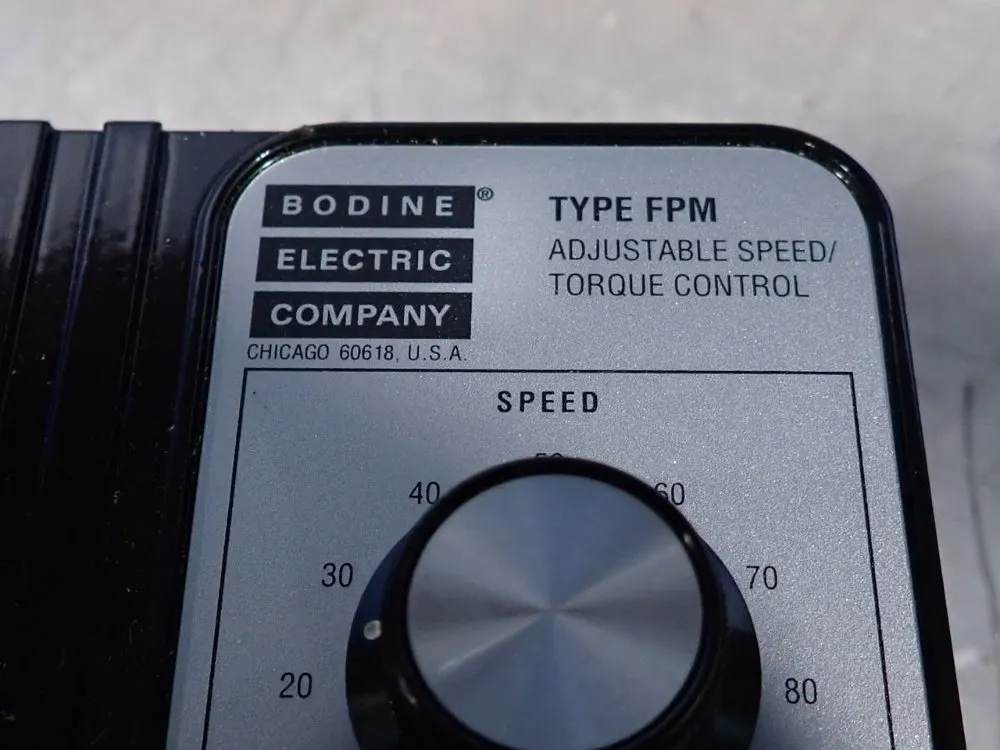 BODINE®
ELECTRIC
COMPANY
CHICAGO 60618, U.S.A.
TYPE FPM
ADJUSTABLE SPEED/
TORQUE CONTROL
SPEED
40
60
30
70
20
80